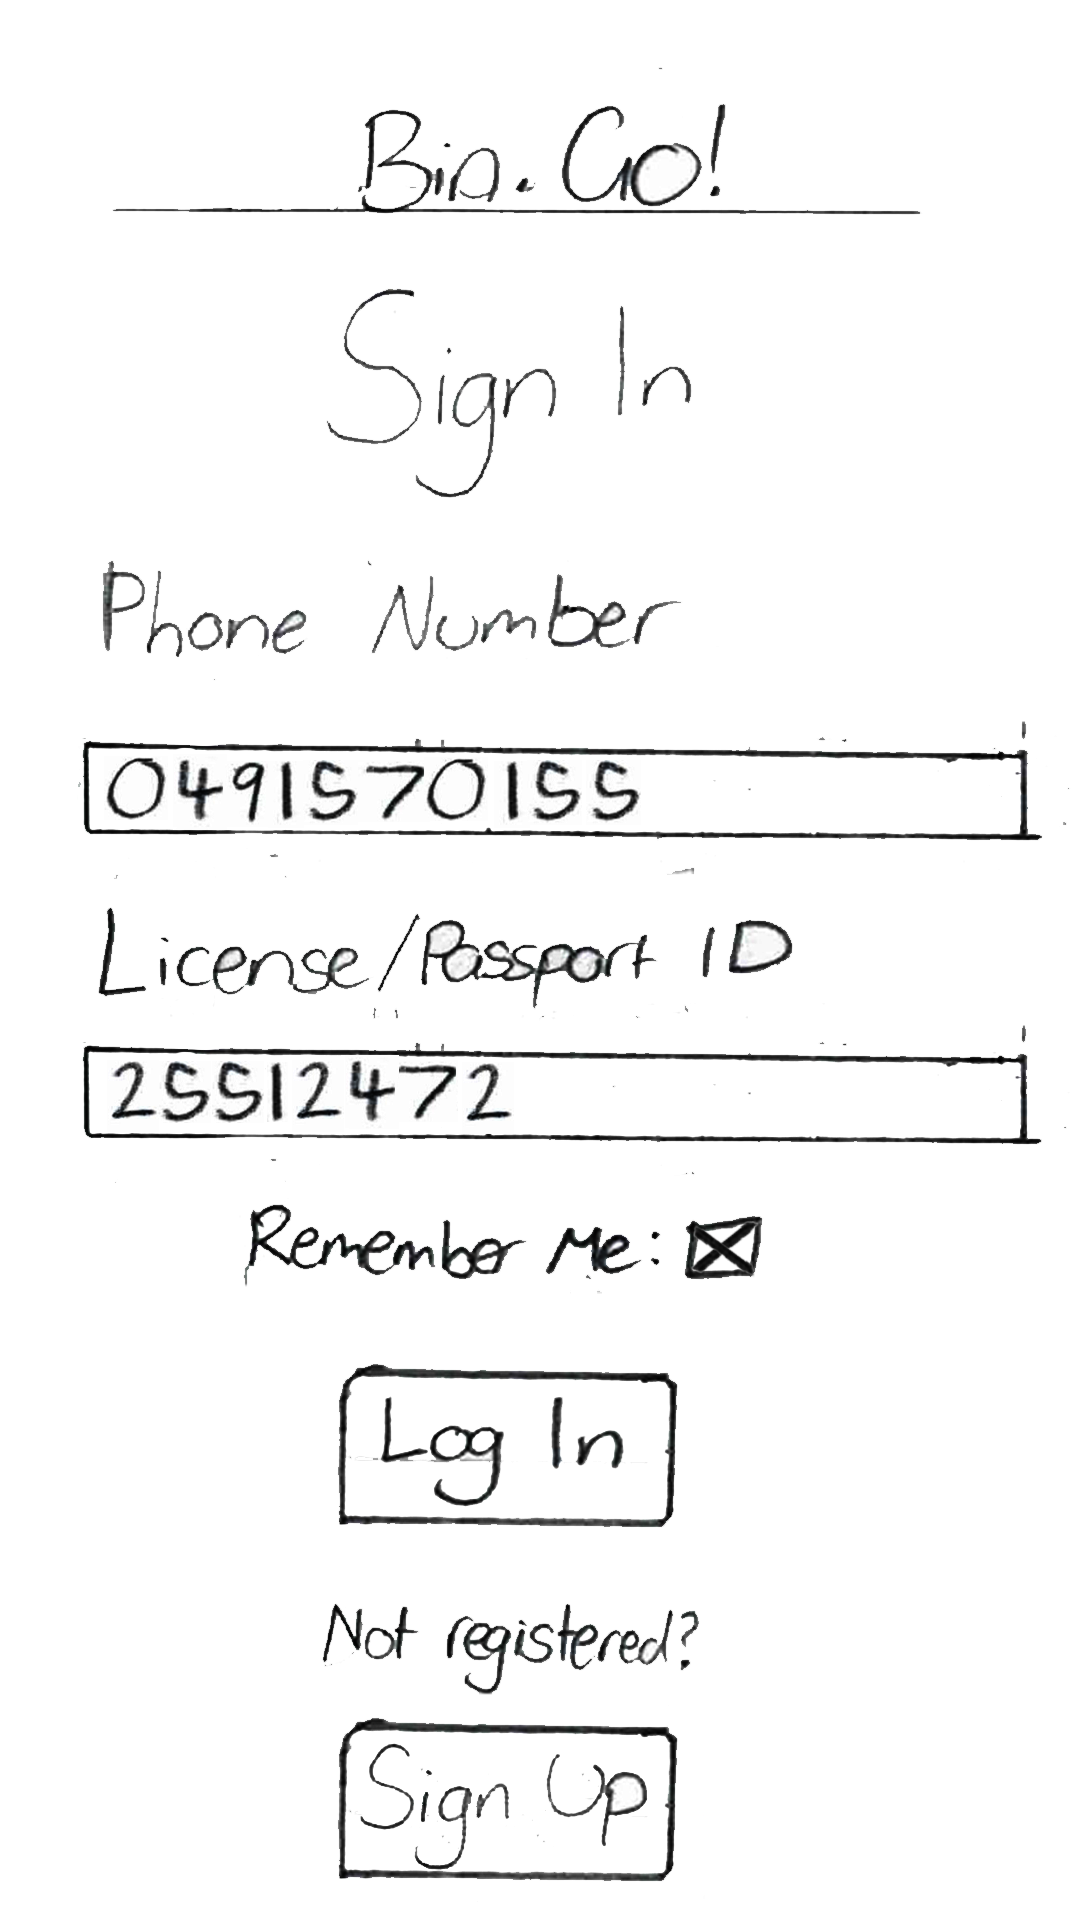 Bin.Go!
Sign In
Phone Number
0491570155
License/Passport ID
25512472
Remember Me:
Log In
Not registered?
Sign Up